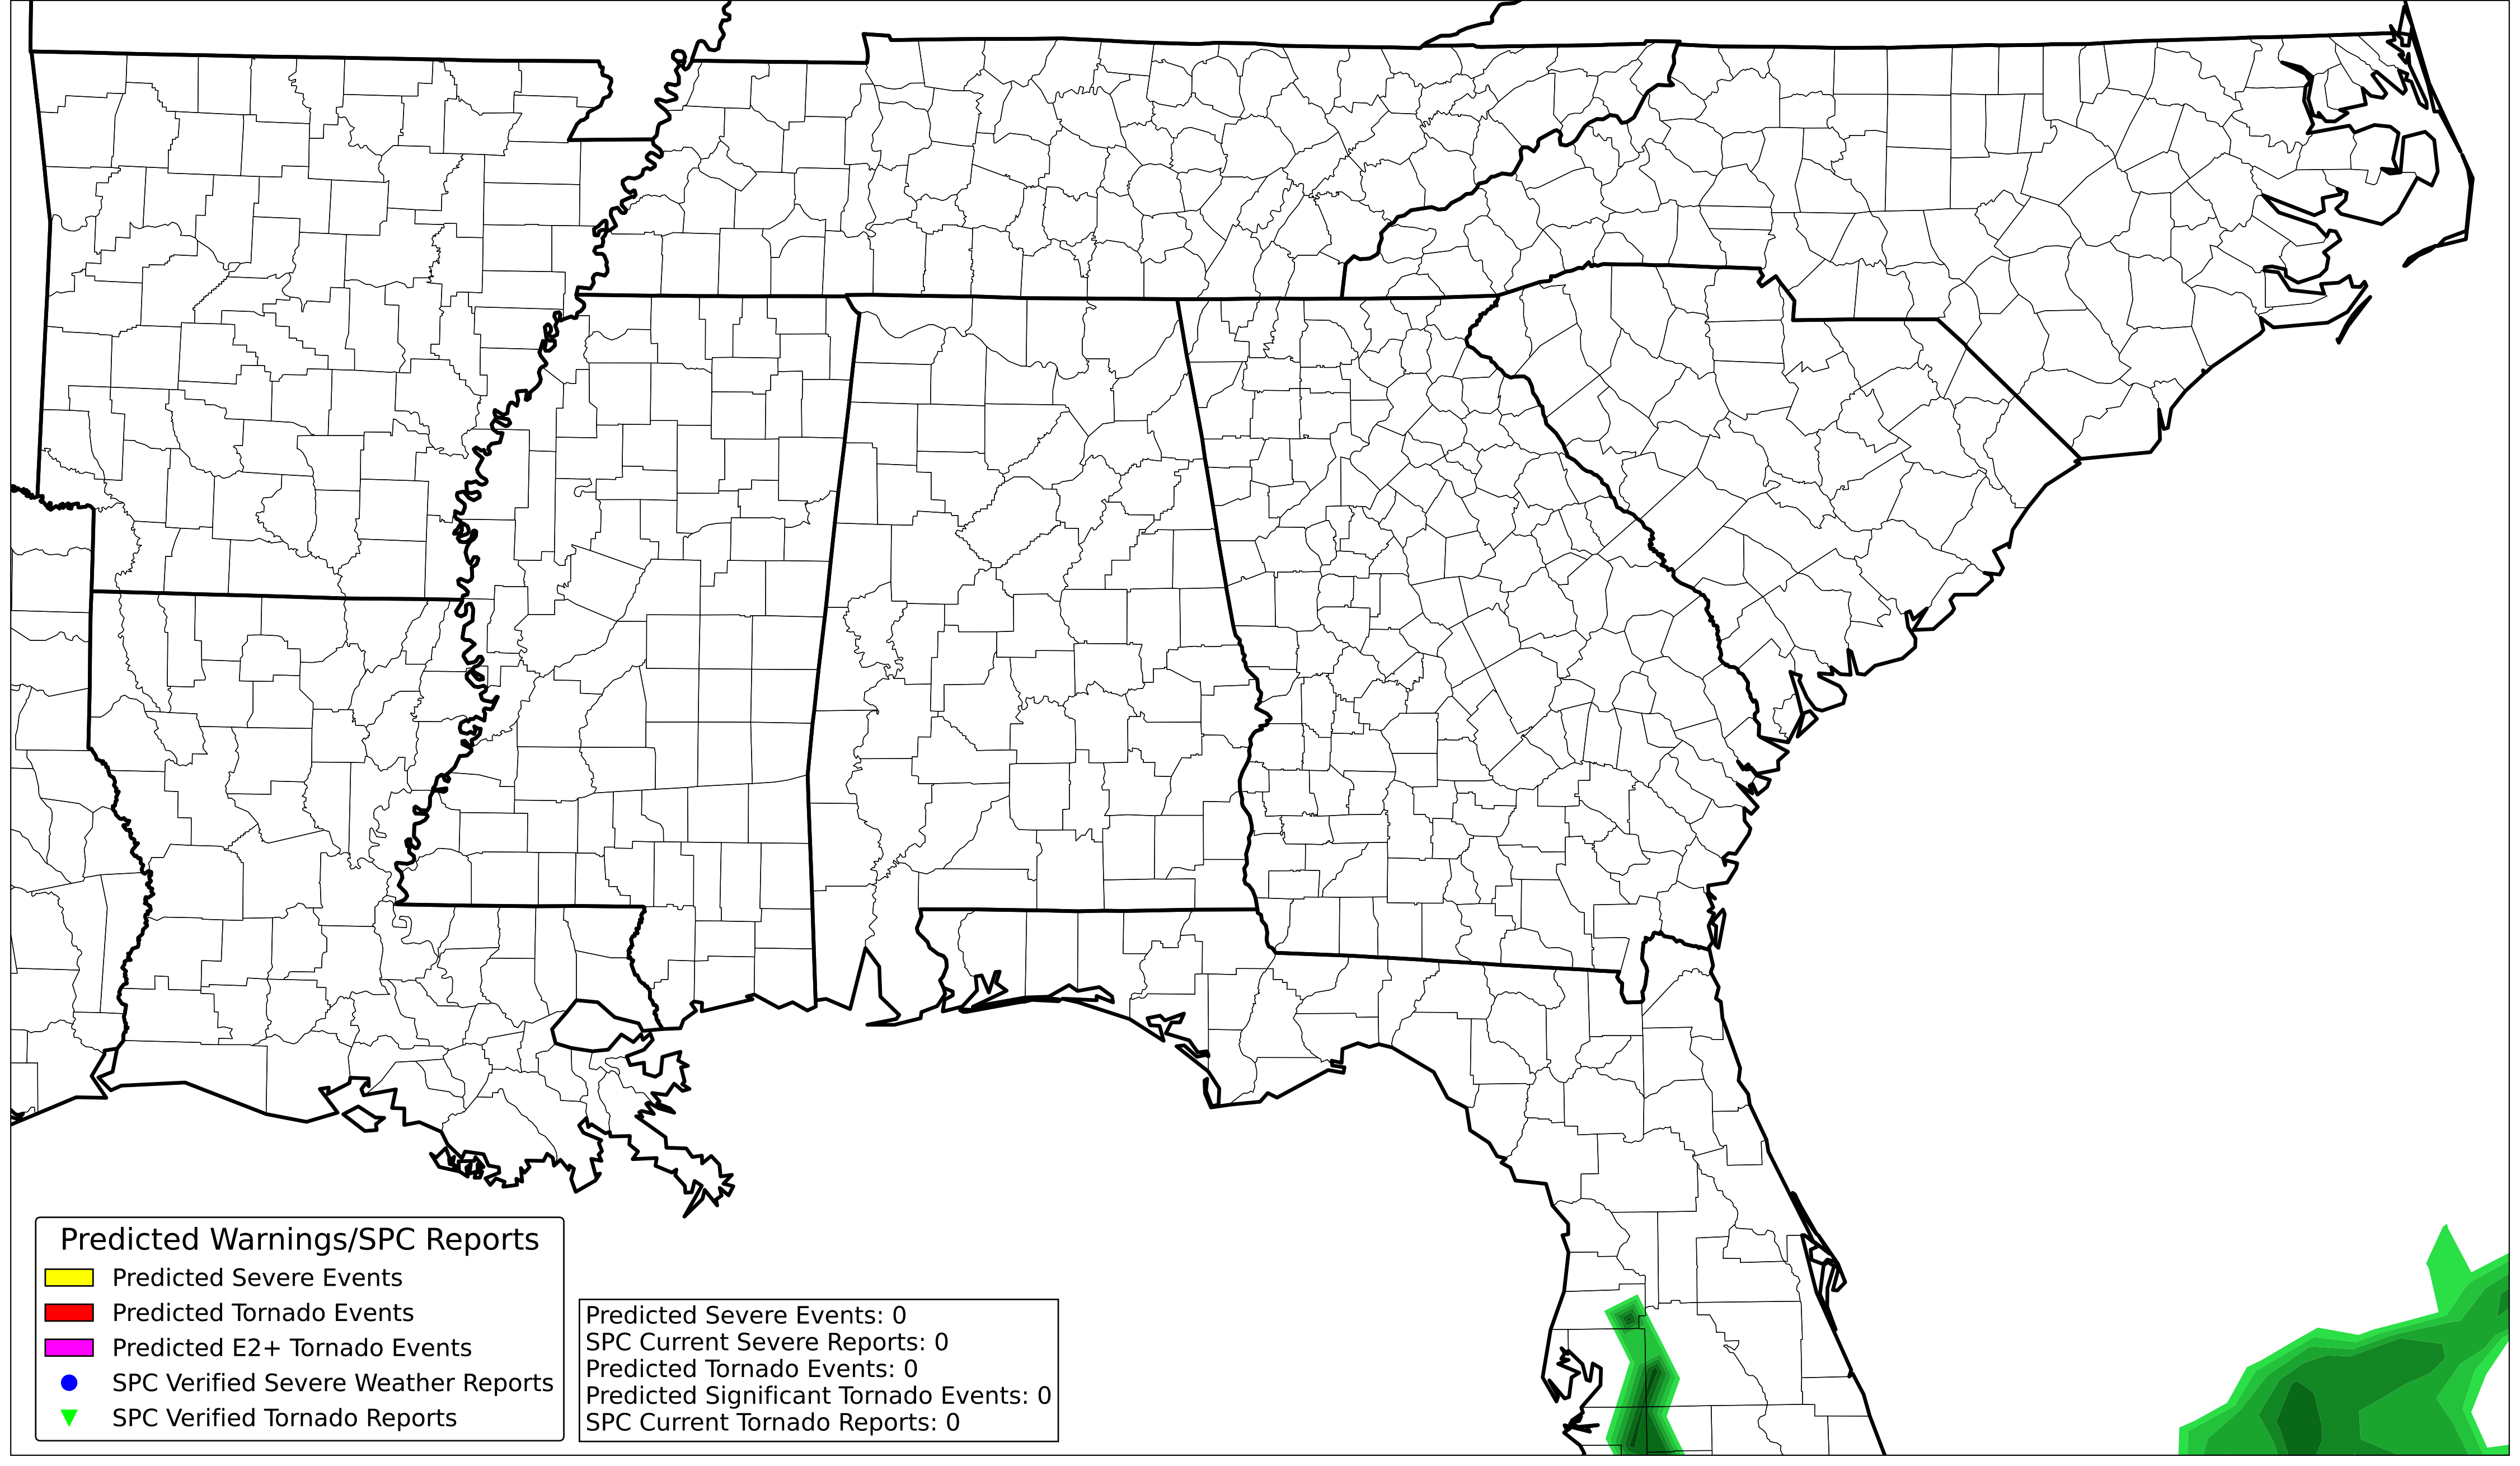 Predicted Warnings/SPC Reports
Predicted Severe Events
Predicted Tornado Events
Predicted E2+ Tornado Events
SPC Verified Severe Weather Reports
SPC Verified Tornado Reports
Predicted Severe Events: 0
SPC Current Severe Reports: 0
Predicted Tornado Events: 0
Predicted Significant Tornado Events: 0
SPC Current Tornado Reports: 0